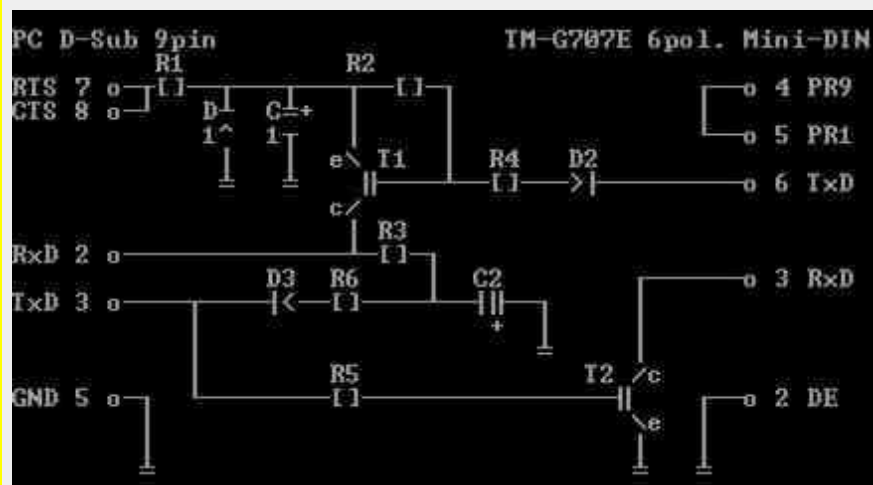 PC D-Sub 9pin TM-G707E 6pol. Mini-DIN
R1 R2
RTS 7 4 PR9
CTS 8 D C +
1 1 5 PR1
e T1 R4 D2
6 TxD
c
R3
RxD 2
D3 R6 C2 3 RxD
TxD 3
+
R5 T2 c
GND 5 2 DE
e